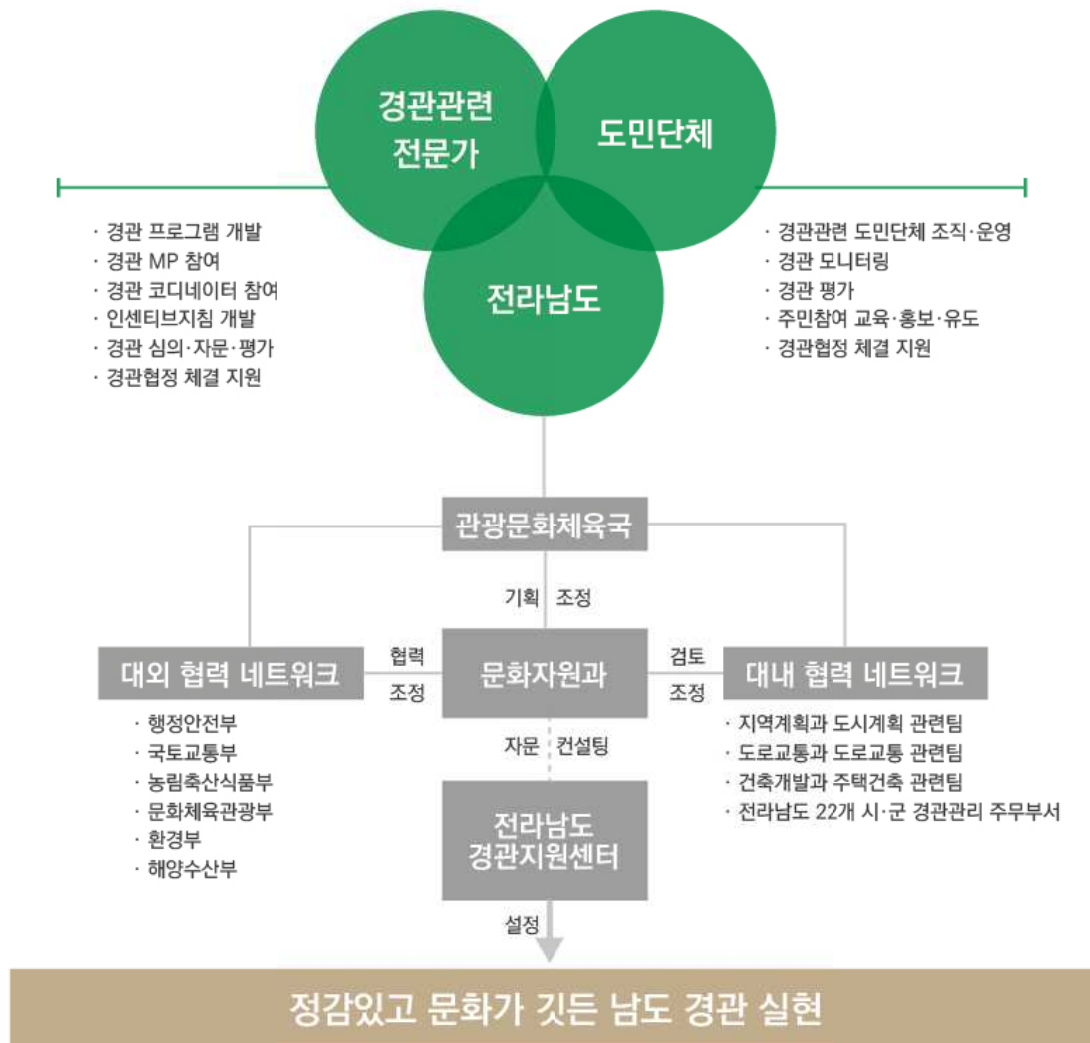 경관관련
전문가
도민단체
전라남도
· 경관 프로그램 개발
· 경관 MP 참여
· 경관 코디네이터 참여
· 인센티브지침 개발
· 경관 심의·자문·평가
· 경관협정 체결 지원
· 경관관련 도민단체 조직·운영
· 경관 모니터링
· 경관 평가
· 주민참여 교육·홍보·유도
· 경관협정 체결 지원
관광문화체육국
기획 조정
대외 협력 네트워크
협력
조정
문화자원과
검토
조정
대내 협력 네트워크
· 행정안전부
· 국토교통부
· 농림축산식품부
· 문화체육관광부
· 환경부
· 해양수산부
· 지역계획과 도시계획 관련팀
· 도로교통과 도로교통 관련팀
· 건축개발과 주택건축 관련팀
· 전라남도 22개 시·군 경관관리 주무부서
자문 컨설팅
전라남도
경관지원센터
설정
정감있고 문화가 깃든 남도 경관 실현